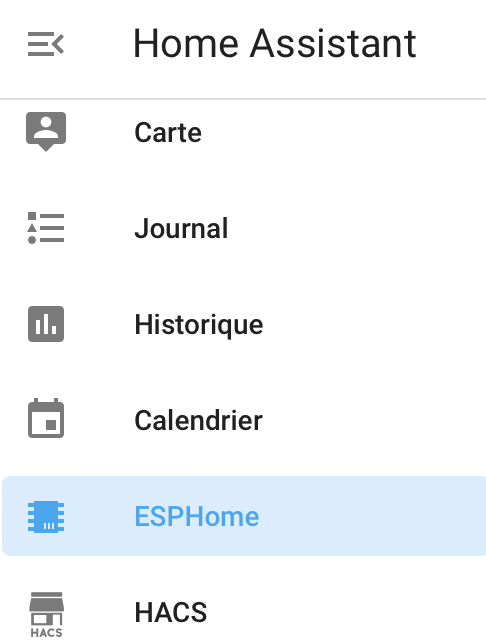 Home Assistant
Carte
Journal
Historique
Calendrier
ESPHome
HACS
HACS